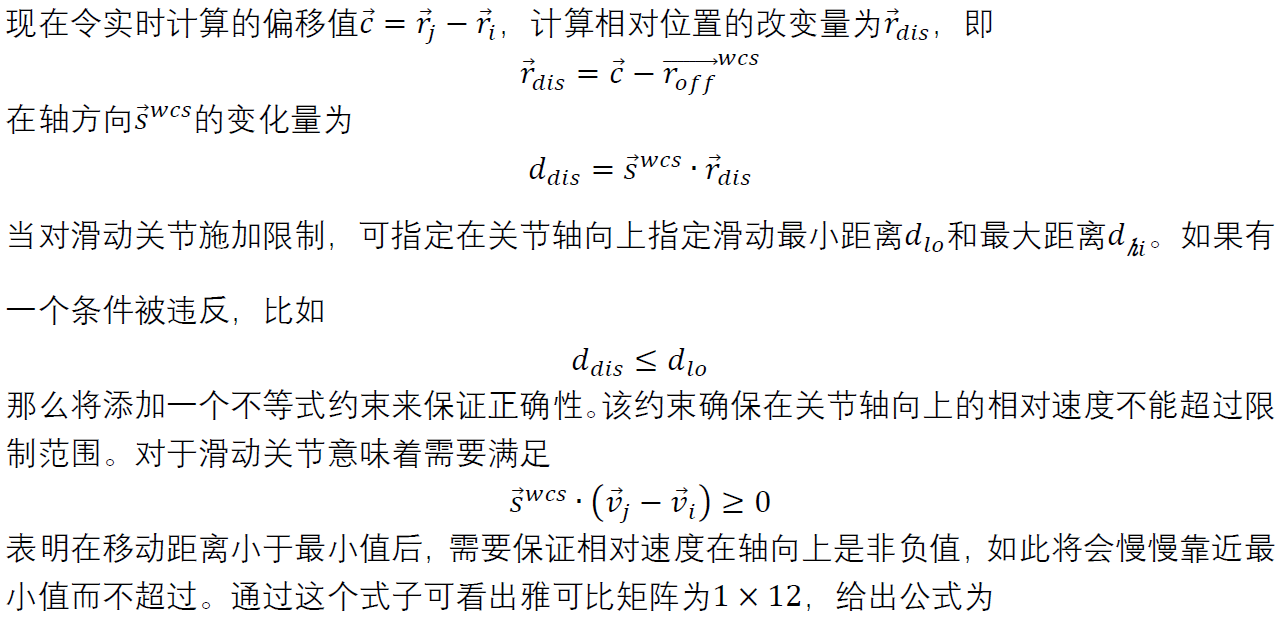 现在令实时计算的偏移值$\vec{c} = \vec{r}_j - \vec{r}_i$，计算相对位置的改变量为$\vec{r}_{dis}$，即
$\vec{r}_{dis} = \vec{c} - \overrightarrow{r_{off}}^{wcs}$
在轴方向$\vec{s}^{wcs}$的变化量为
$d_{dis} = \vec{s}^{wcs} \cdot \vec{r}_{dis}$
当对滑动关节施加限制，可指定在关节轴向上指定滑动最小距离$d_{lo}$和最大距离$d_{hi}$。如果有
一个条件被违反，比如
$d_{dis} \leq d_{lo}$
那么将添加一个不等式约束来保证正确性。该约束确保在关节轴向上的相对速度不能超过限
制范围。对于滑动关节意味着需要满足
$\vec{s}^{wcs} \cdot (\vec{v}_j - \vec{v}_i) \geq 0$
表明在移动距离小于最小值后，需要保证相对速度在轴向上是非负值，如此将会慢慢靠近最
小值而不超过。通过这个式子可看出雅可比矩阵为$1 \times 12$，给出公式为